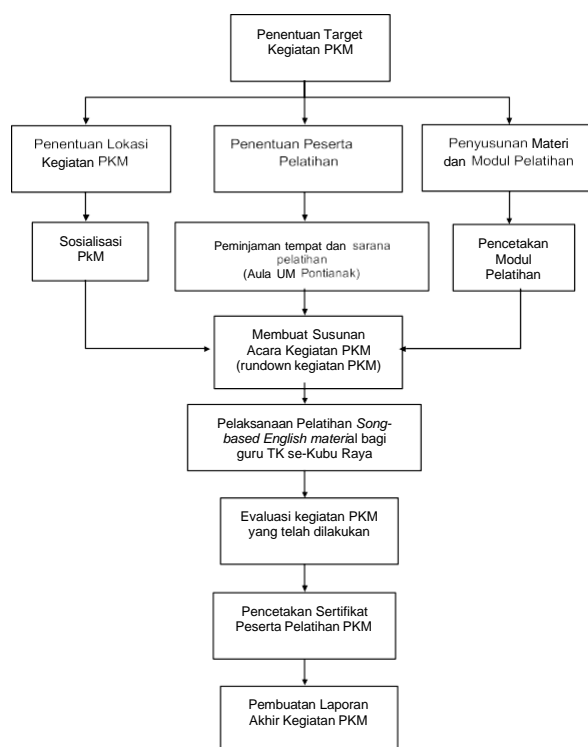 Penentuan Target
Kegiatan PKM
Penentuan Lokasi
Kegiatan PKM
Penentuan Peserta
Pelatihan
Penyusunan Materi
dan Modul Pelatihan
Sosialisasi
PkM
Peminjaman tempat dan sarana
pelatihan
(Aula UM Pontianak)
Pencetakan
Modul
Pelatihan
Membuat Susunan
Acara Kegiatan PKM
(rundown kegiatan PKM)
Pelaksanaan Pelatihan Song-
based English material bagi
guru TK se-Kubu Raya
Evaluasi kegiatan PKM
yang telah dilakukan
Pencetakan Sertifikat
Peserta Pelatihan PKM
Pembuatan Laporan
Akhir Kegiatan PKM